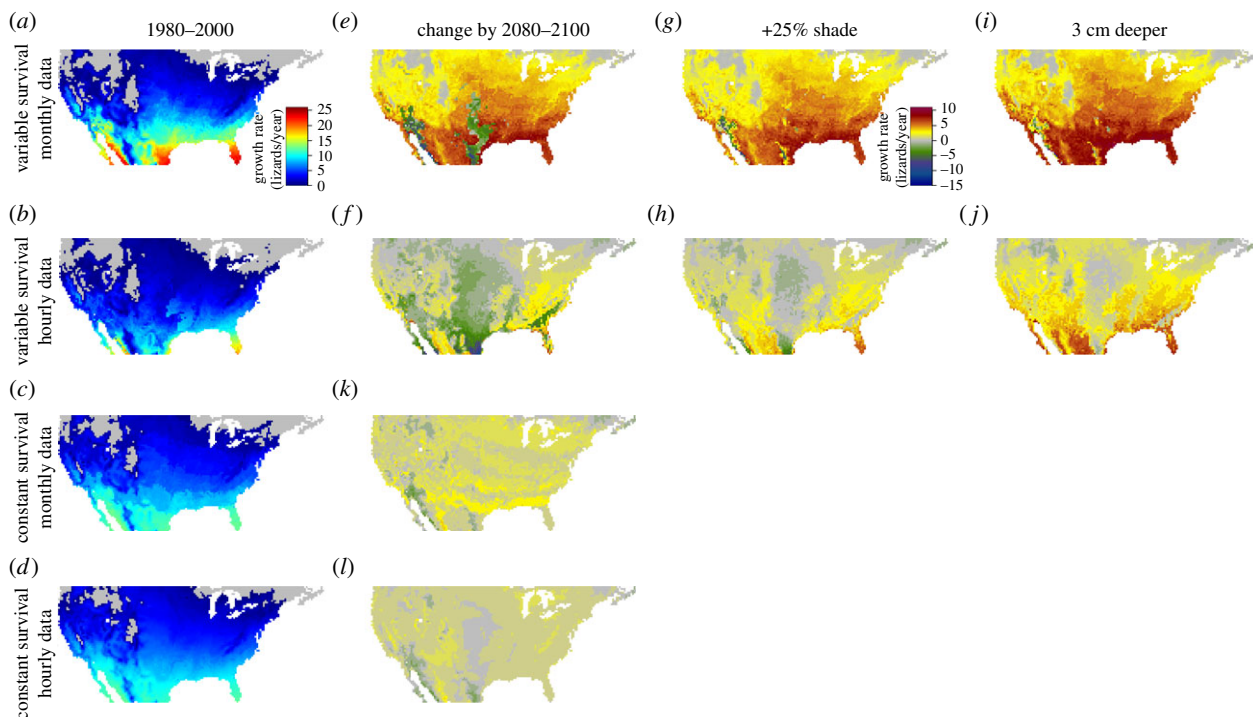 (a) 1980–2000 (e) change by 2080–2100 (g) +25% shade (i) 3 cm deeper
variable survival
monthly data
growth rate
(lizards/year)
25
20
15
10
5
0
growth rate
(lizards/year)
10
5
0
−5
−10
−15
(b) (f) (h) (j)
variable survival
hourly data
(c) (k)
constant survival
monthly data
(d) (l)
constant survival
hourly data